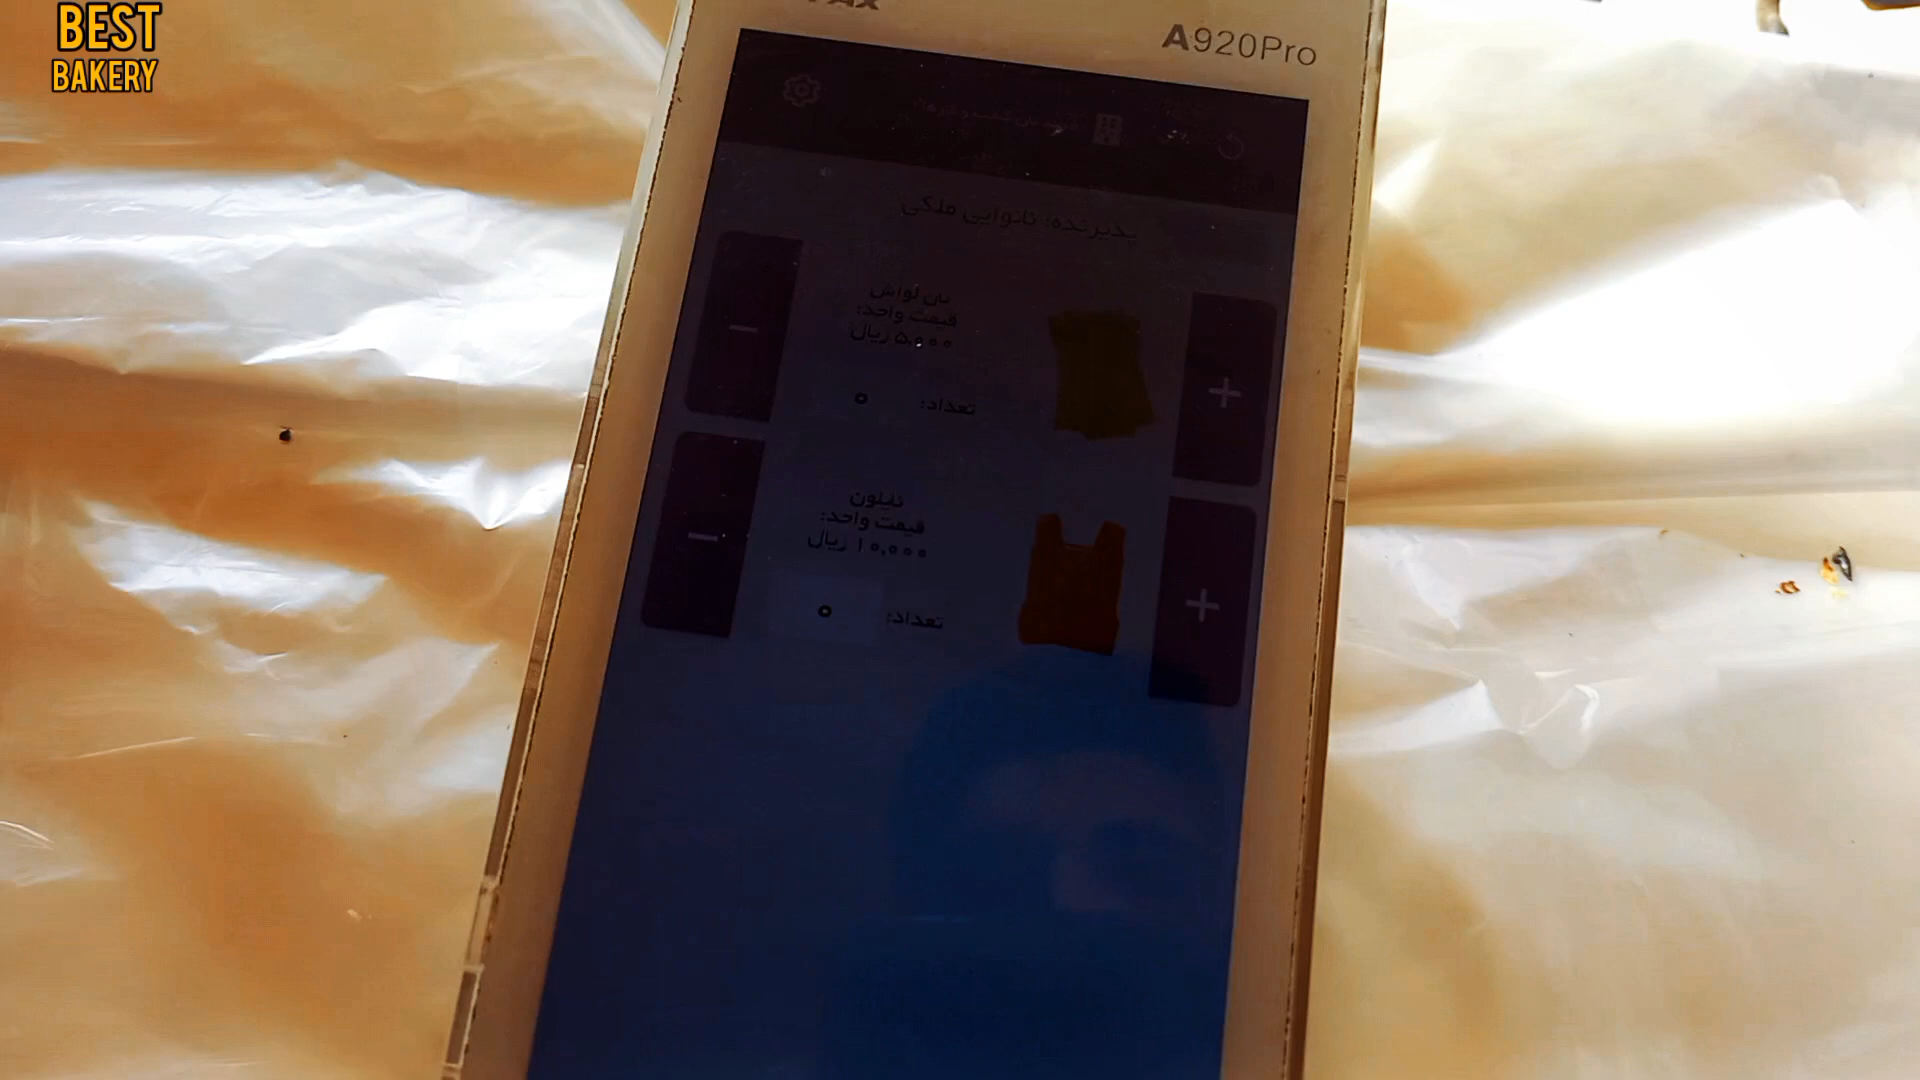 BEST
BAKERY
PAX
A920Pro
پذیرنده: نانوایی ملکی
نان لواش
قیمت واحد:
۵,۰۰۰ ریال
تعداد: ۰
نایلون
قیمت واحد:
۱۰,۰۰۰ ریال
تعداد: ۰